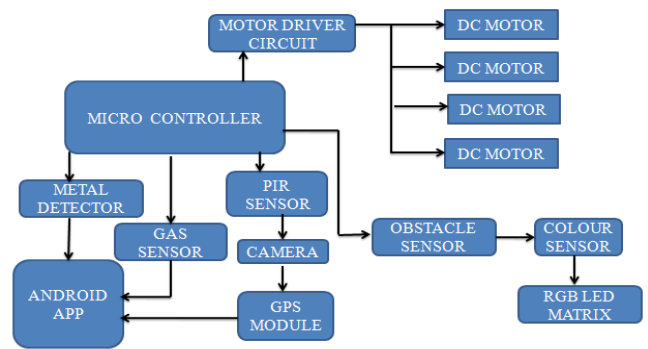 MOTOR DRIVER
CIRCUIT
DC MOTOR
DC MOTOR
DC MOTOR
DC MOTOR
MICRO CONTROLLER
METAL
DETECTOR
GAS
SENSOR
PIR
SENSOR
CAMERA
GPS
MODULE
ANDROID
APP
OBSTACLE
SENSOR
COLOUR
SENSOR
RGB LED
MATRIX